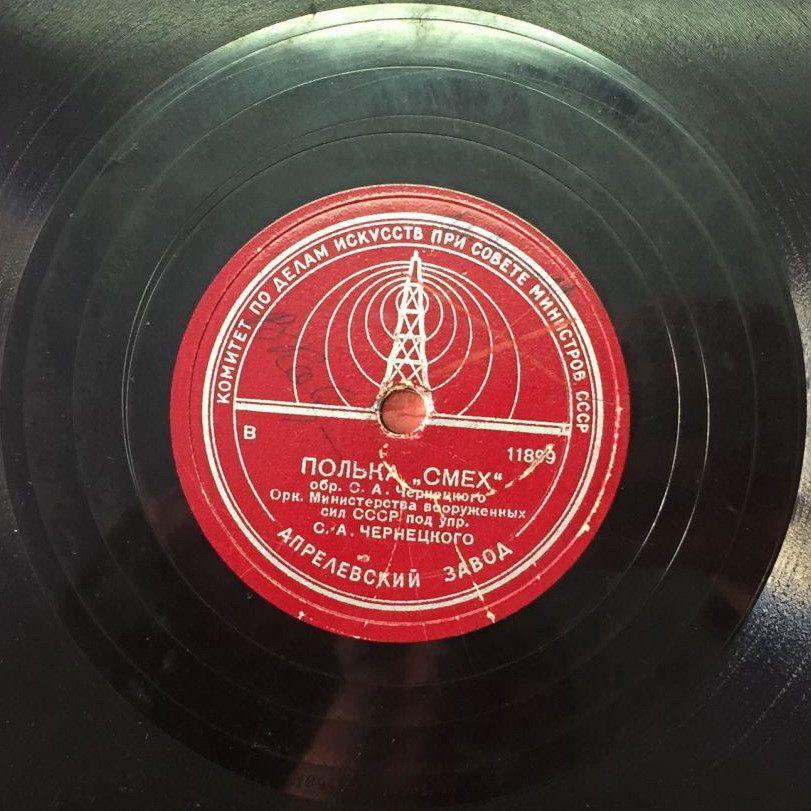 КОМИТЕТ ПО ДЕЛАМ ИСКУССТВ ПРИ СОВЕТЕ МИНИСТРОВ СССР
В
11899
ПОЛЬКА „СМЕХ“
обр. С. А. Чернецкого
Орк. Министерства вооруженных
сил СССР под упр.
С. А. ЧЕРНЕЦКОГО
АПРЕЛЕВСКИЙ ЗАВОД